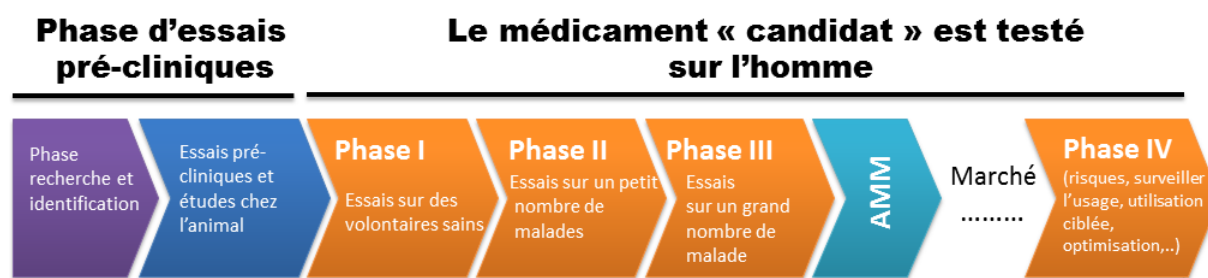 Phase d’essais
pré-cliniques
Le médicament « candidat » est testé
sur l’homme
Phase
recherche et
identification
Essais pré-
cliniques et
études chez
l’animal
Phase I
Essais sur des
volontaires sains
Phase II
Essais sur un petit
nombre de
malades
Phase III
Essais
sur un grand
nombre de
malade
AMM
Marché
.........
Phase IV
(risques, surveiller
l’usage, utilisation
ciblée,
optimisation,..)